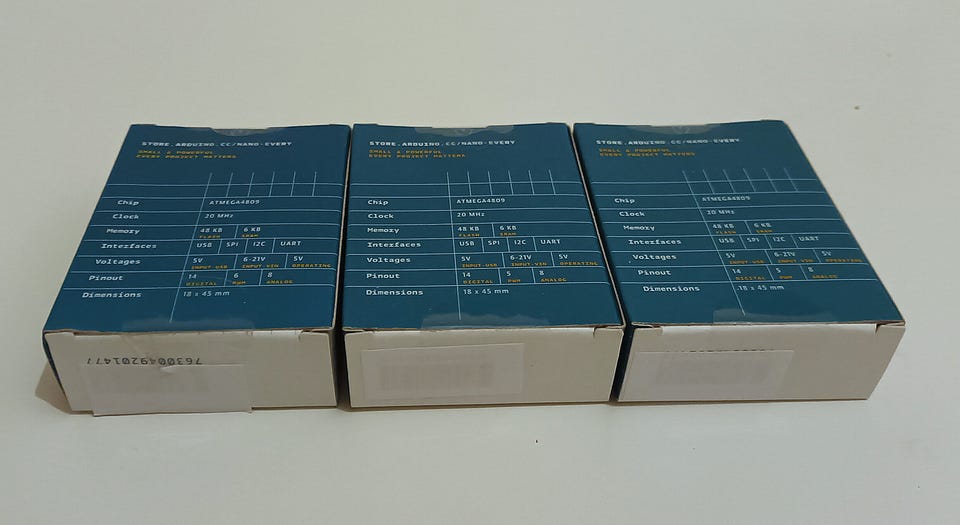 STORE.ARDUINO.CC/NANO-EVERY
SMALL & POWERFUL
EVERY PROJECT MATTERS
Chip ATMEGA4809
Clock 20 MHz
Memory 48 KB 6 KB
FLASH SRAM
Interfaces USB SPI I2C UART
Voltages 5V 6-21V 5V
INPUT-USB INPUT-VIN OPERATING
Pinout 14 6 8
DIGITAL PWM ANALOG
Dimensions 18 x 45 mm
7630049201477
STORE.ARDUINO.CC/NANO-EVERY
SMALL & POWERFUL
EVERY PROJECT MATTERS
Chip ATMEGA4809
Clock 20 MHz
Memory 48 KB 6 KB
FLASH SRAM
Interfaces USB SPI I2C UART
Voltages 5V 6-21V 5V
INPUT-USB INPUT-VIN OPERATING
Pinout 14 5 8
DIGITAL PWM ANALOG
Dimensions 18 x 45 mm
STORE.ARDUINO.CC/NANO-EVERY
SMALL & POWERFUL
EVERY PROJECT MATTERS
Chip ATMEGA4809
Clock 20 MHz
Memory 48 KB 6 KB
FLASH SRAM
Interfaces USB SPI I2C UART
Voltages 5V 6-21V 5V
INPUT-USB INPUT-VIN OPERATING
Pinout 14 5 8
DIGITAL PWM ANALOG
Dimensions 18 x 45 mm